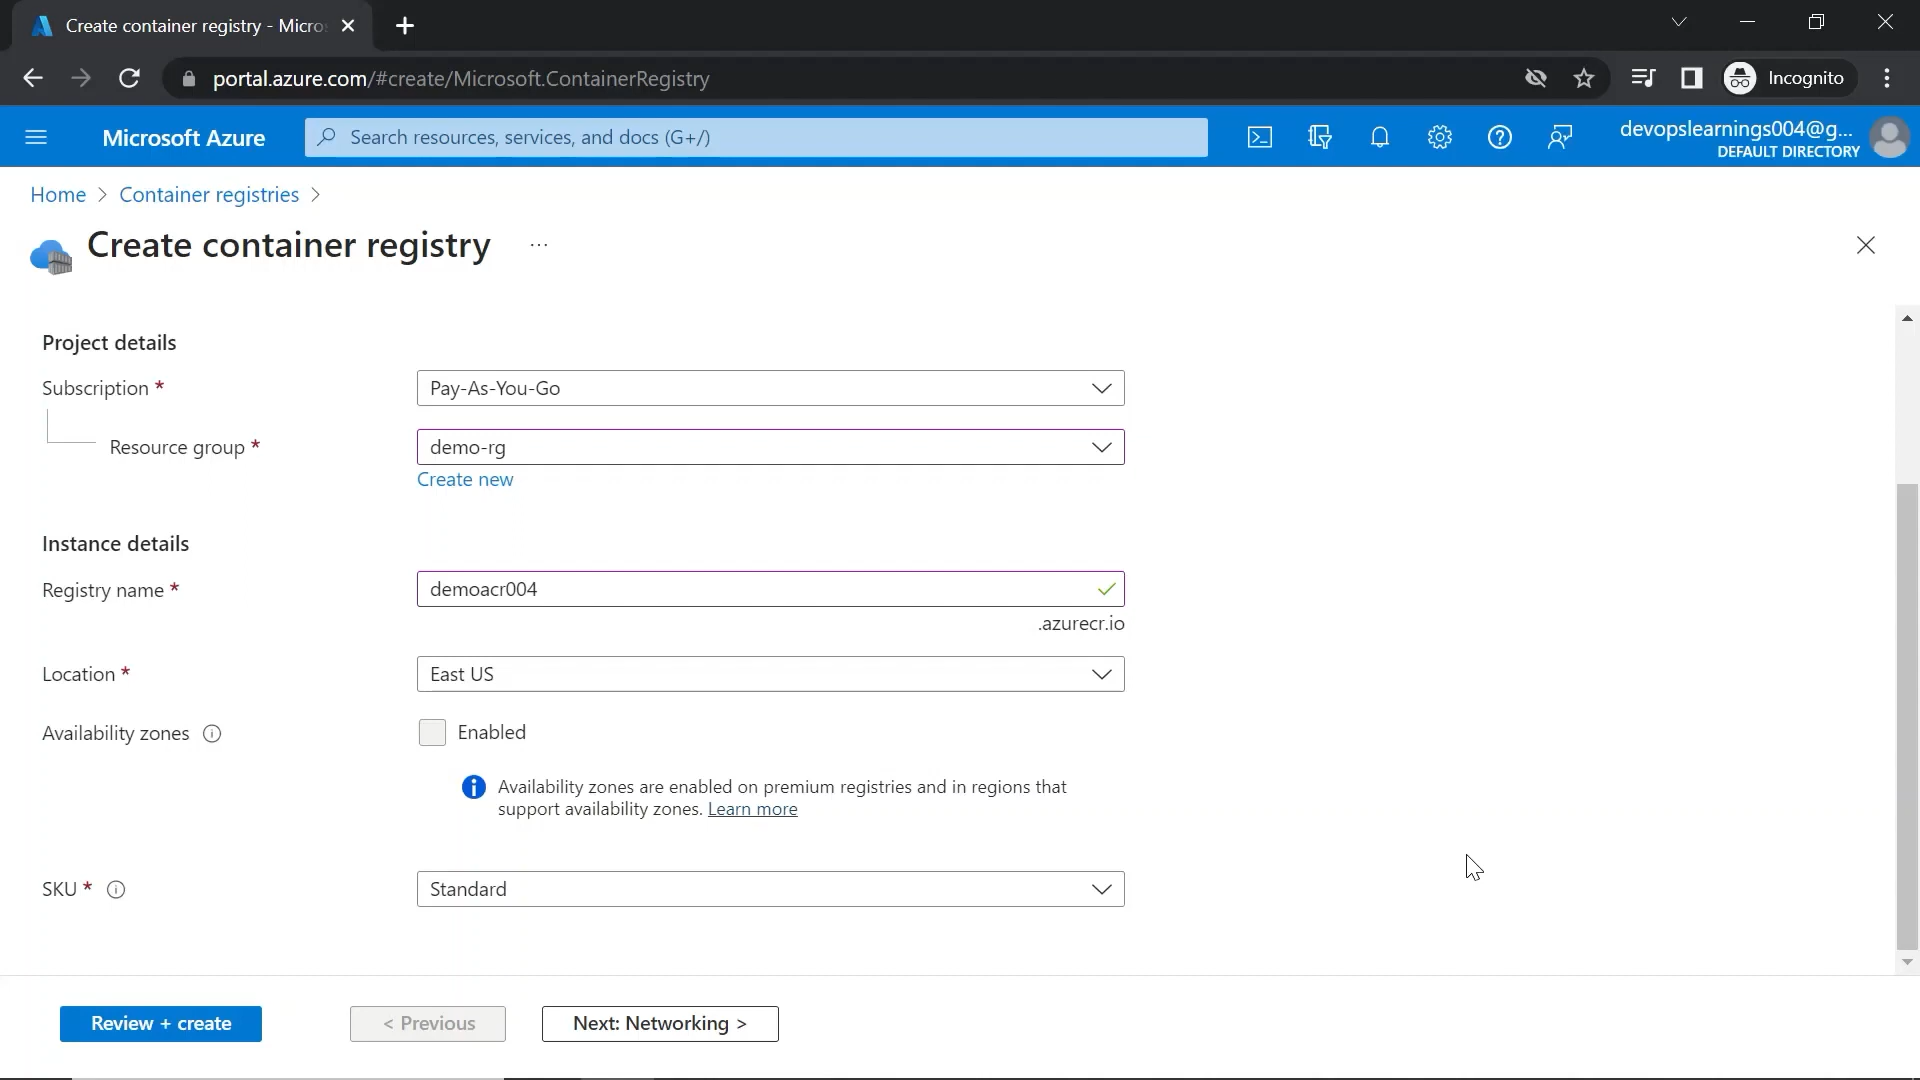 Create container registry - Micro
portal.azure.com/#create/Microsoft.ContainerRegistry
Incognito
Microsoft Azure
Search resources, services, and docs (G+/)
devopslearnings004@g...
DEFAULT DIRECTORY
Home > Container registries >
Create container registry ...
Project details
Subscription *
Pay-As-You-Go
Resource group *
demo-rg
Create new
Instance details
Registry name *
demoacr004
.azurecr.io
Location *
East US
Availability zones
Enabled
Availability zones are enabled on premium registries and in regions that
support availability zones. Learn more
SKU *
Standard
Review + create
< Previous
Next: Networking >